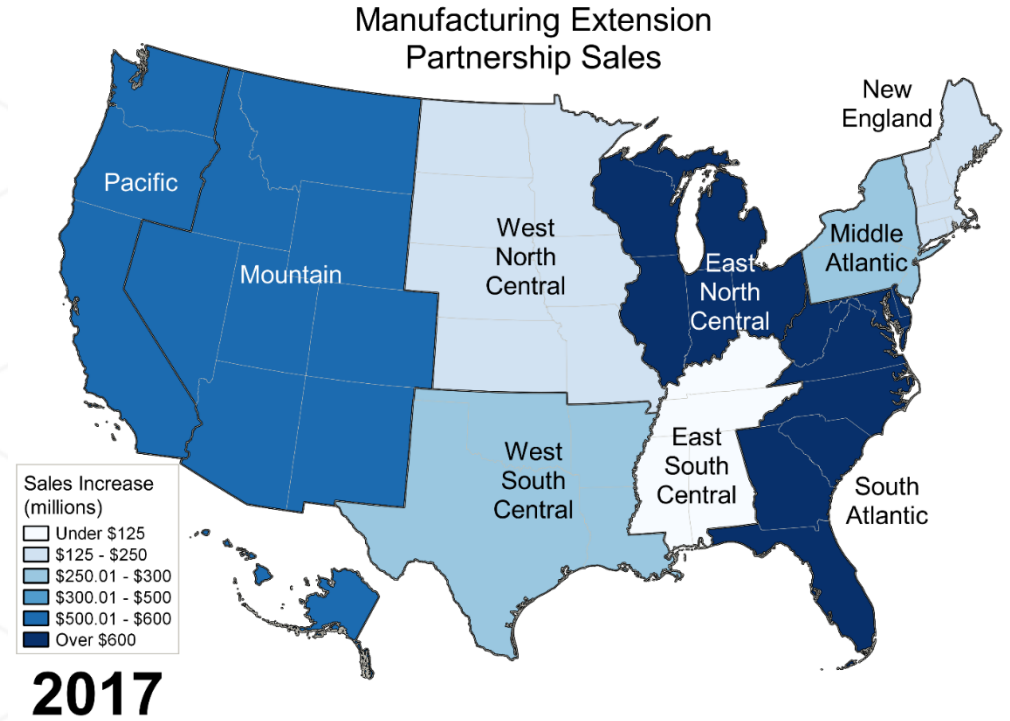 Manufacturing Extension
Partnership Sales
New
England
Pacific
West
North
Central
Middle
Atlantic
Mountain
East
North
Central
West
South
Central
East
South
Central
South
Atlantic
Sales Increase
(millions)
Under $125
$125 - $250
$250.01 - $300
$300.01 - $500
$500.01 - $600
Over $600
2017